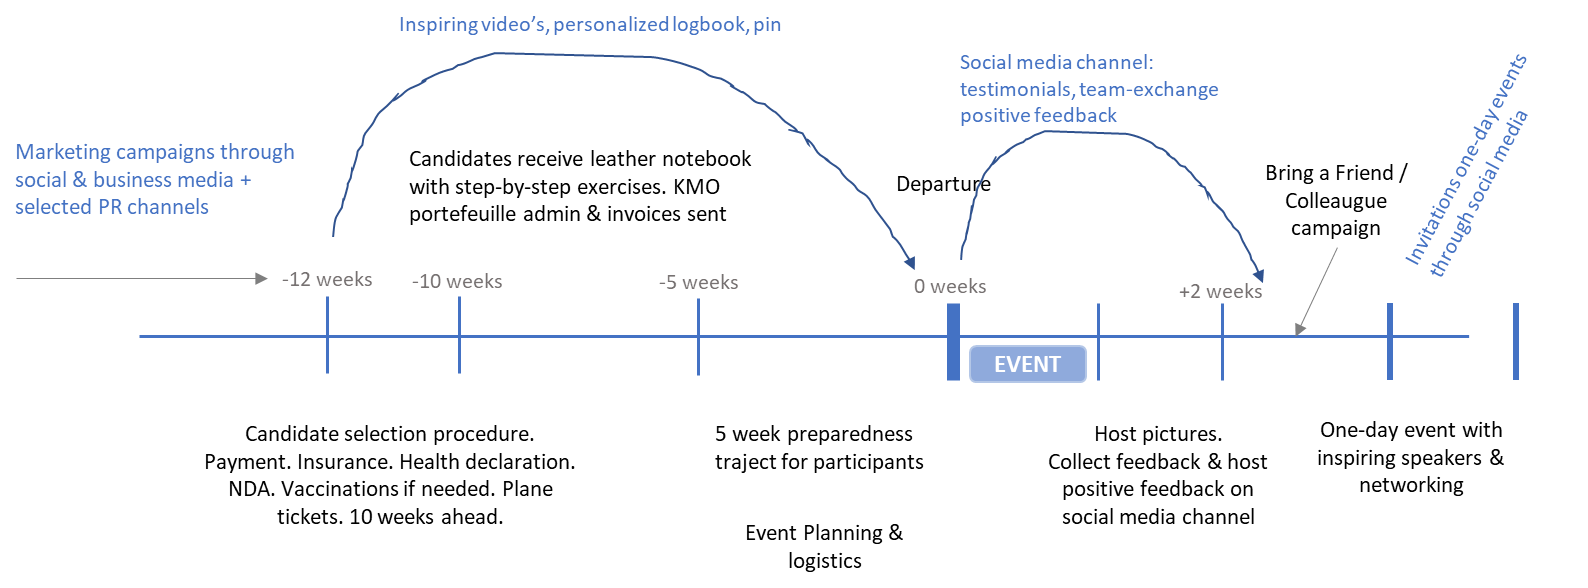 Inspiring video's, personalized logbook, pin
Social media channel:
testimonials, team-exchange
positive feedback
Invitations one-day events
through social media
Marketing campaigns through
social & business media +
selected PR channels
Candidates receive leather notebook
with step-by-step exercises. KMO
portefeuille admin & invoices sent
Departure
Bring a Friend /
Colleaugue
campaign
-12 weeks
-10 weeks
-5 weeks
0 weeks
+2 weeks
EVENT
Candidate selection procedure.
Payment. Insurance. Health declaration.
NDA. Vaccinations if needed. Plane
tickets. 10 weeks ahead.
5 week preparedness
traject for participants
Event Planning &
logistics
Host pictures.
Collect feedback & host
positive feedback on
social media channel
One-day event with
inspiring speakers &
networking